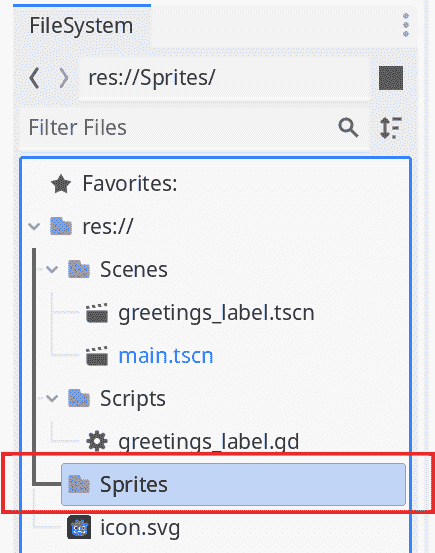 FileSystem
res://Sprites/
Filter Files
Favorites:
res://
Scenes
greetings_label.tscn
main.tscn
Scripts
greetings_label.gd
Sprites
icon.svg